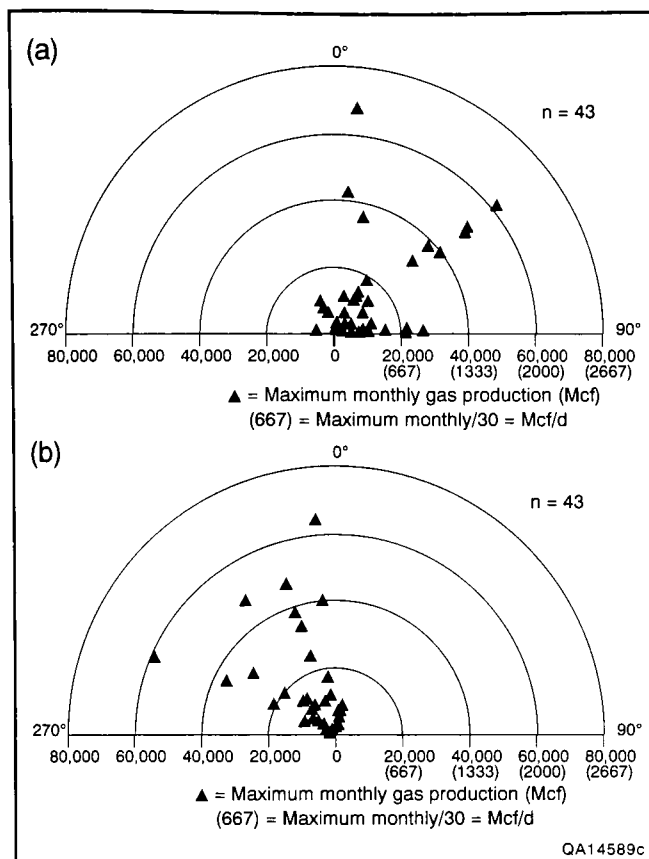 (a)
0°
n = 43
270° 90°
80,000 60,000 40,000 20,000 0 20,000 40,000 60,000 80,000
(667) (1333) (2000) (2667)
▲ = Maximum monthly gas production (Mcf)
(667) = Maximum monthly/30 = Mcf/d
(b)
0°
n = 43
270° 90°
80,000 60,000 40,000 20,000 0 20,000 40,000 60,000 80,000
(667) (1333) (2000) (2667)
▲ = Maximum monthly gas production (Mcf)
(667) = Maximum monthly/30 = Mcf/d
QA14589c